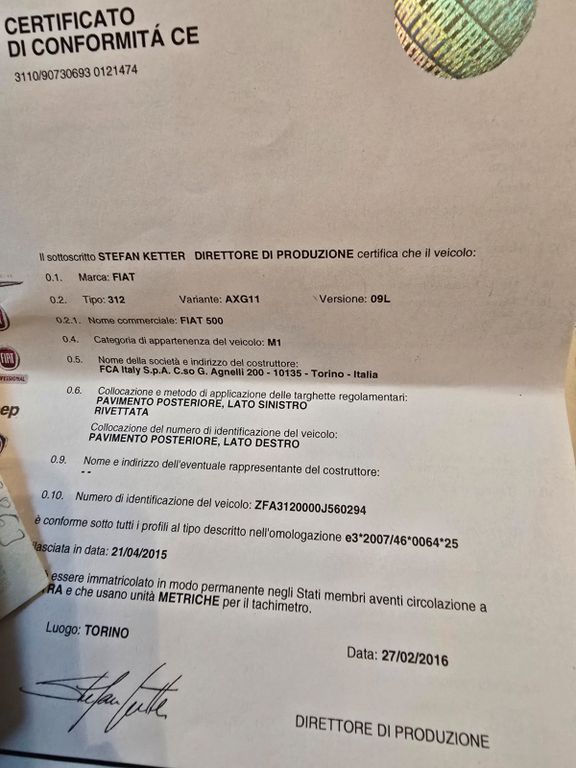 CERTIFICATO
DI CONFORMITÁ CE
3110/90730693 0121474
Il sottoscritto STEFAN KETTER DIRETTORE DI PRODUZIONE certifica che il veicolo:
0.1. Marca: FIAT
0.2. Tipo: 312 Variante: AXG11 Versione: 09L
0.2.1. Nome commerciale: FIAT 500
0.4. Categoria di appartenenza del veicolo: M1
0.5. Nome della società e indirizzo del costruttore:
FCA Italy S.p.A. C.so G. Agnelli 200 - 10135 - Torino - Italia
FIAT
0.6. Collocazione e metodo di applicazione delle targhette regolamentari:
PAVIMENTO POSTERIORE, LATO SINISTRO
RIVETTATA
Collocazione del numero di identificazione del veicolo:
PAVIMENTO POSTERIORE, LATO DESTRO
0.9. Nome e indirizzo dell'eventuale rappresentante del costruttore:
- -
0.10. Numero di identificazione del veicolo: ZFA3120000J560294
è conforme sotto tutti i profili al tipo descritto nell'omologazione e3*2007/46*0064*25
ilasciata in data: 21/04/2015
essere immatricolato in modo permanente negli Stati membri aventi circolazione a
TRA e che usano unità METRICHE per il tachimetro.
Luogo: TORINO
Data: 27/02/2016
DIRETTORE DI PRODUZIONE